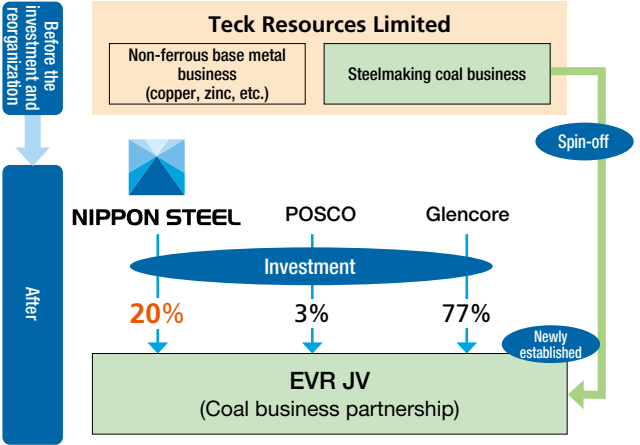 Before the
investment and
reorganization
Teck Resources Limited
Non-ferrous base metal
business
(copper, zinc, etc.)
Steelmaking coal business
Spin-off
After
NIPPON STEEL
POSCO
Glencore
Investment
20%
3%
77%
Newly
established
EVR JV
(Coal business partnership)